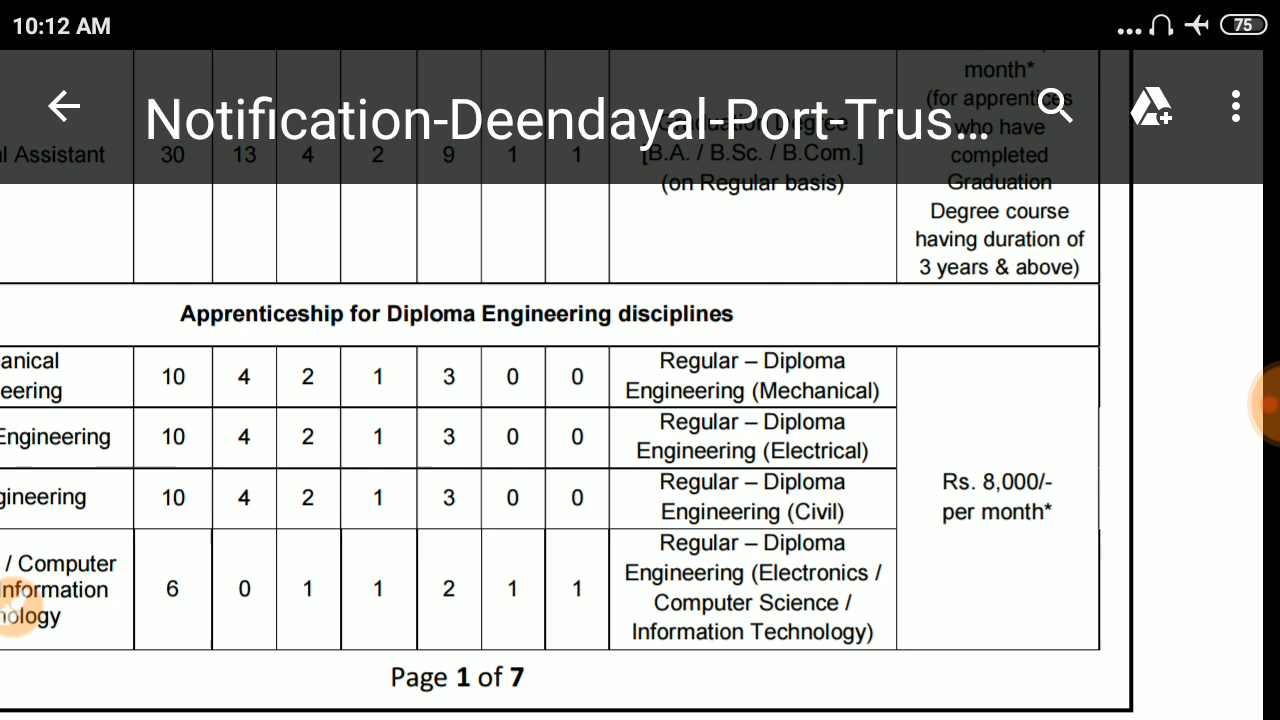 10:12 AM
75
month*
Notification-Deendayal-Port-Trus...
(for apprentices
who have
Graduation Degree
l Assistant 30 13 4 2 9 1 1 [B.A. / B.Sc. / B.Com.] completed
(on Regular basis) Graduation
Degree course
having duration of
3 years & above)
Apprenticeship for Diploma Engineering disciplines
anical
eering
10 4 2 1 3 0 0
Regular – Diploma
Engineering (Mechanical)
Engineering 10 4 2 1 3 0 0
Regular – Diploma
Engineering (Electrical)
gineering 10 4 2 1 3 0 0
Regular – Diploma
Engineering (Civil)
Rs. 8,000/-
per month*
/ Computer
Information
nology
6 0 1 1 2 1 1
Regular – Diploma
Engineering (Electronics /
Computer Science /
Information Technology)
Page 1 of 7